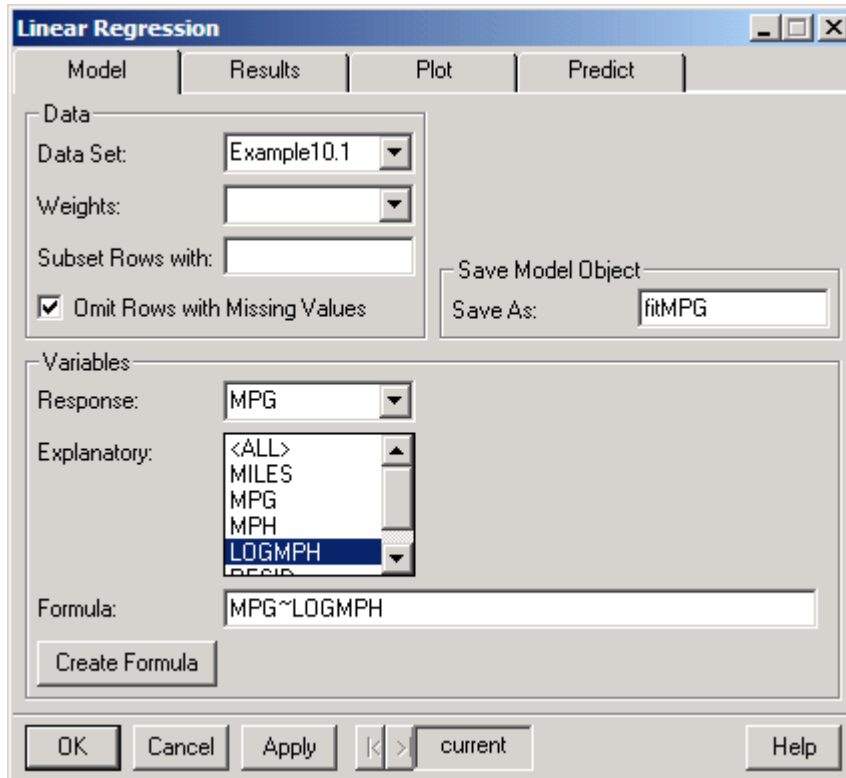 Linear Regression
Model Results Plot Predict
Data
Data Set: Example10.1
Weights:
Subset Rows with:
Omit Rows with Missing Values
Save Model Object
Save As: fitMPG
Variables
Response: MPG
Explanatory: <ALL>
MILES
MPG
MPH
LOGMPH
Formula: MPG~LOGMPH
Create Formula
OK Cancel Apply |< >| current Help